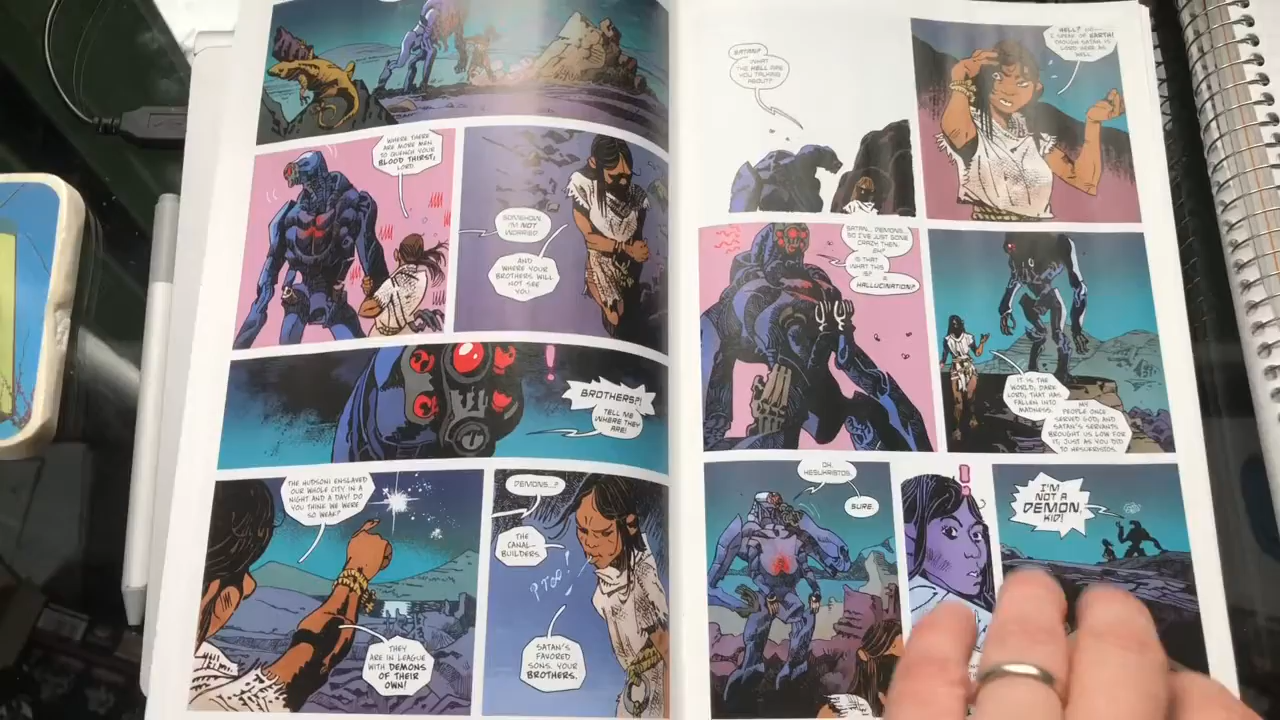 WHERE THERE
ARE MORE MEN
TO QUENCH YOUR
BLOOD THIRST,
LORD.
SOMEHOW,
I'M NOT
WORRIED.
AND
WHERE YOUR
BROTHERS WILL
NOT SEE
YOU.
!
BROTHERS?!
TELL ME
WHERE THEY
ARE!
THE HUDSONI ENSLAVED
OUR WHOLE CITY IN A
NIGHT AND A DAY! DO
YOU THINK WE WERE
SO WEAK?
THEY
ARE IN LEAGUE
WITH DEMONS
OF THEIR
OWN!
DEMONS...?
THE
CANAL-
BUILDERS.
PTOO!
SATAN'S
FAVORED
SONS. YOUR
BROTHERS.
SATAN?
WHAT
THE HELL ARE
YOU TALKING
ABOUT?
HELL? NO—
I SPEAK OF EARTH!
THOUGH SATAN IS
LORD HERE AS
WELL.
SATAN... DEMONS...
SO I'VE JUST GONE
CRAZY THEN,
EH?
IS THAT
WHAT THIS
IS?
A
HALLUCINATION?
IT IS THE
WORLD, DARK
LORD, THAT HAS
FALLEN INTO
MADNESS.
MY
PEOPLE ONCE
SERVED GOD, AND
SATAN'S SERVANTS
BROUGHT US LOW FOR
IT, JUST AS YOU DID
TO HESUKRISTOS.
OH,
HESUKRISTOS.
SURE.
!
I'M
NOT A
DEMON,
KID!